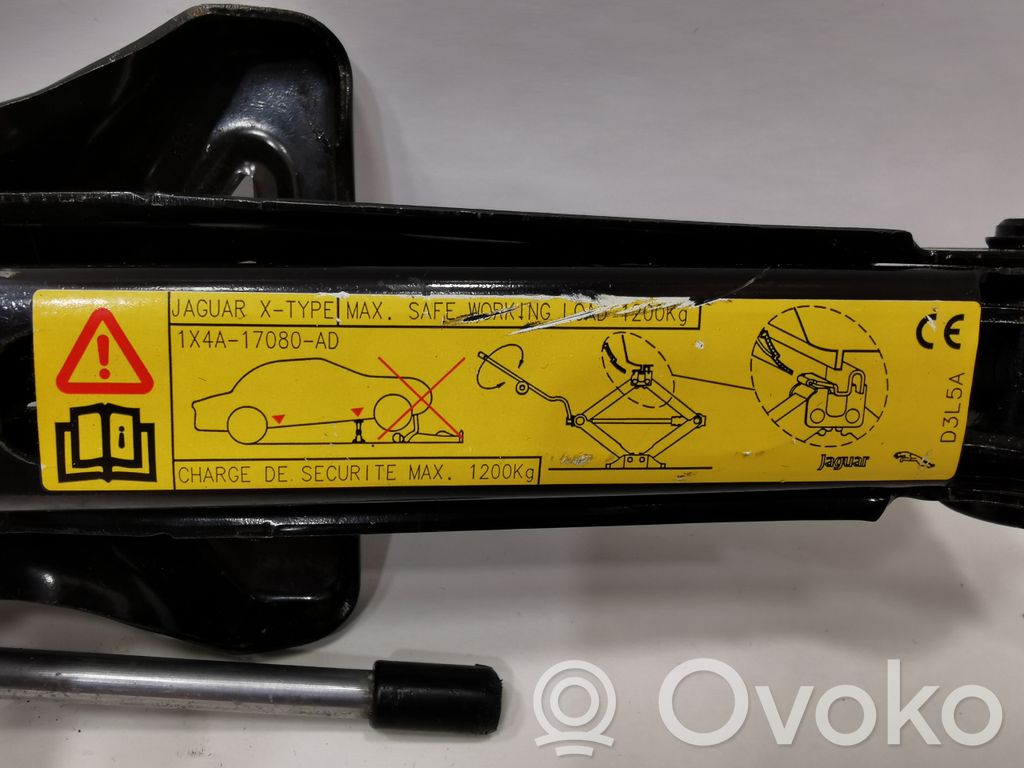 JAGUAR X-TYPE MAX. SAFE WORKING LOAD 1200Kg
1X4A-17080-AD
CHARGE DE SECURITE MAX. 1200Kg
Jaguar
CE
D3L5A
Ovoko